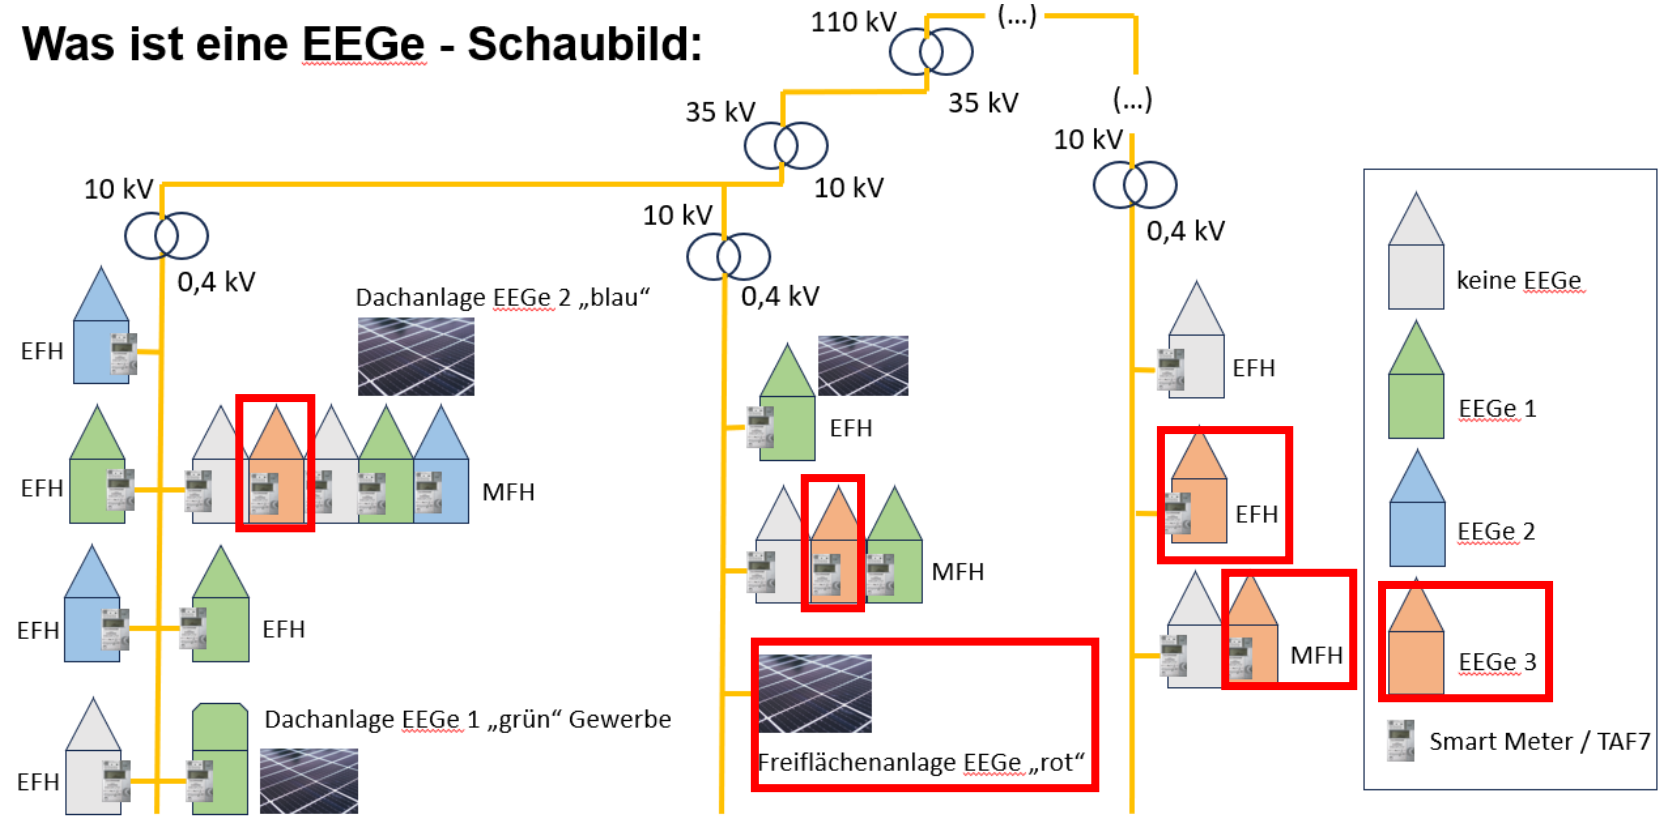 Was ist eine EEGe - Schaubild:
110 kV
(...)
35 kV
35 kV
(...)
10 kV
10 kV
10 kV
10 kV
0,4 kV
0,4 kV
0,4 kV
Dachanlage EEGe 2 „blau“
EFH
EFH
MFH
EFH
EFH
EFH
Dachanlage EEGe 1 „grün“ Gewerbe
EFH
MFH
Freiflächenanlage EEGe „rot“
EFH
EFH
MFH
keine EEGe
EEGe 1
EEGe 2
EEGe 3
Smart Meter / TAF7